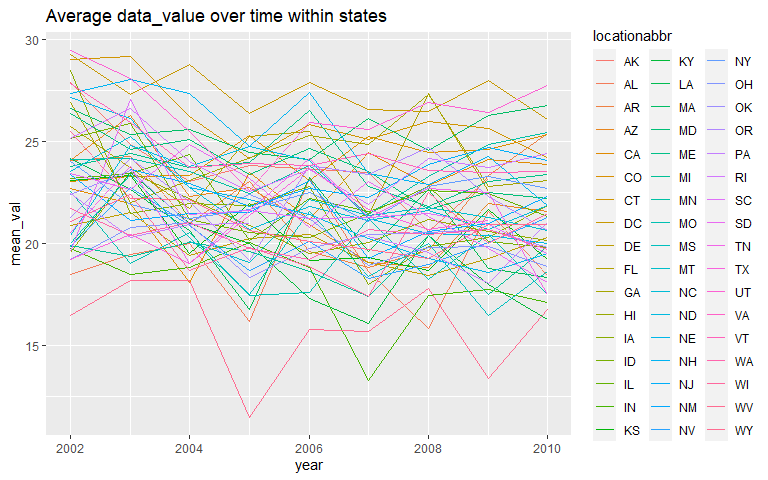 Average data_value over time within states
30
25
20
15
mean_val
2002
2004
2006
2008
2010
year
locationabbr
AK KY NY
AL LA OH
AR MA OK
AZ MD OR
CA ME PA
CO MI RI
CT MN SC
DC MO SD
DE MS TN
FL MT TX
GA NC UT
HI ND VA
IA NE VT
ID NH WA
IL NJ WI
IN NM WV
KS NV WY